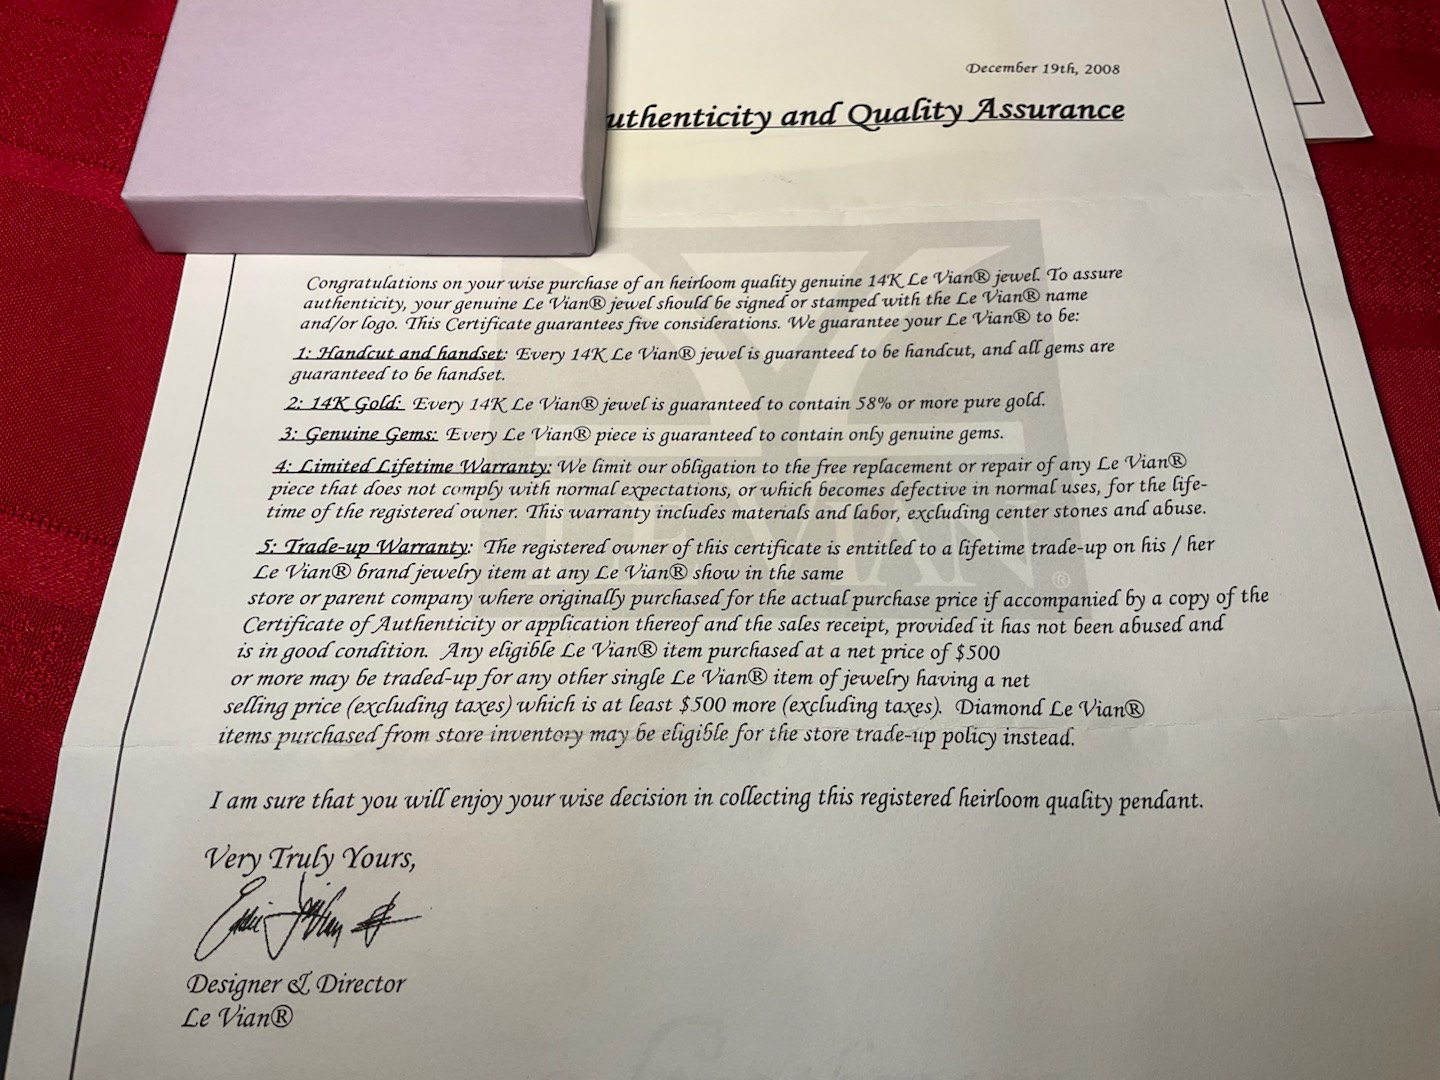 December 19th, 2008
uthenticity and Quality Assurance
Congratulations on your wise purchase of an heirloom quality genuine 14K Le Vian® jewel. To assure
authenticity, your genuine Le Vian® jewel should be signed or stamped with the Le Vian® name
and/or logo. This Certificate guarantees five considerations. We guarantee your Le Vian® to be:
1: Handcut and handset: Every 14K Le Vian® jewel is guaranteed to be handcut, and all gems are
guaranteed to be handset.
2: 14K Gold: Every 14K Le Vian® jewel is guaranteed to contain 58% or more pure gold.
3: Genuine Gems: Every Le Vian® piece is guaranteed to contain only genuine gems.
4: Limited Lifetime Warranty: We limit our obligation to the free replacement or repair of any Le Vian®
piece that does not comply with normal expectations, or which becomes defective in normal uses, for the life-
time of the registered owner. This warranty includes materials and labor, excluding center stones and abuse.
5: Trade-up Warranty: The registered owner of this certificate is entitled to a lifetime trade-up on his / her
Le Vian® brand jewelry item at any Le Vian® show in the same
store or parent company where originally purchased for the actual purchase price if accompanied by a copy of the
Certificate of Authenticity or application thereof and the sales receipt, provided it has not been abused and
is in good condition. Any eligible Le Vian® item purchased at a net price of $500
or more may be traded-up for any other single Le Vian® item of jewelry having a net
selling price (excluding taxes) which is at least $500 more (excluding taxes). Diamond Le Vian®
items purchased from store inventory may be eligible for the store trade-up policy instead.
LE VIAN®
I am sure that you will enjoy your wise decision in collecting this registered heirloom quality pendant.
Very Truly Yours,
Designer & Director
Le Vian®